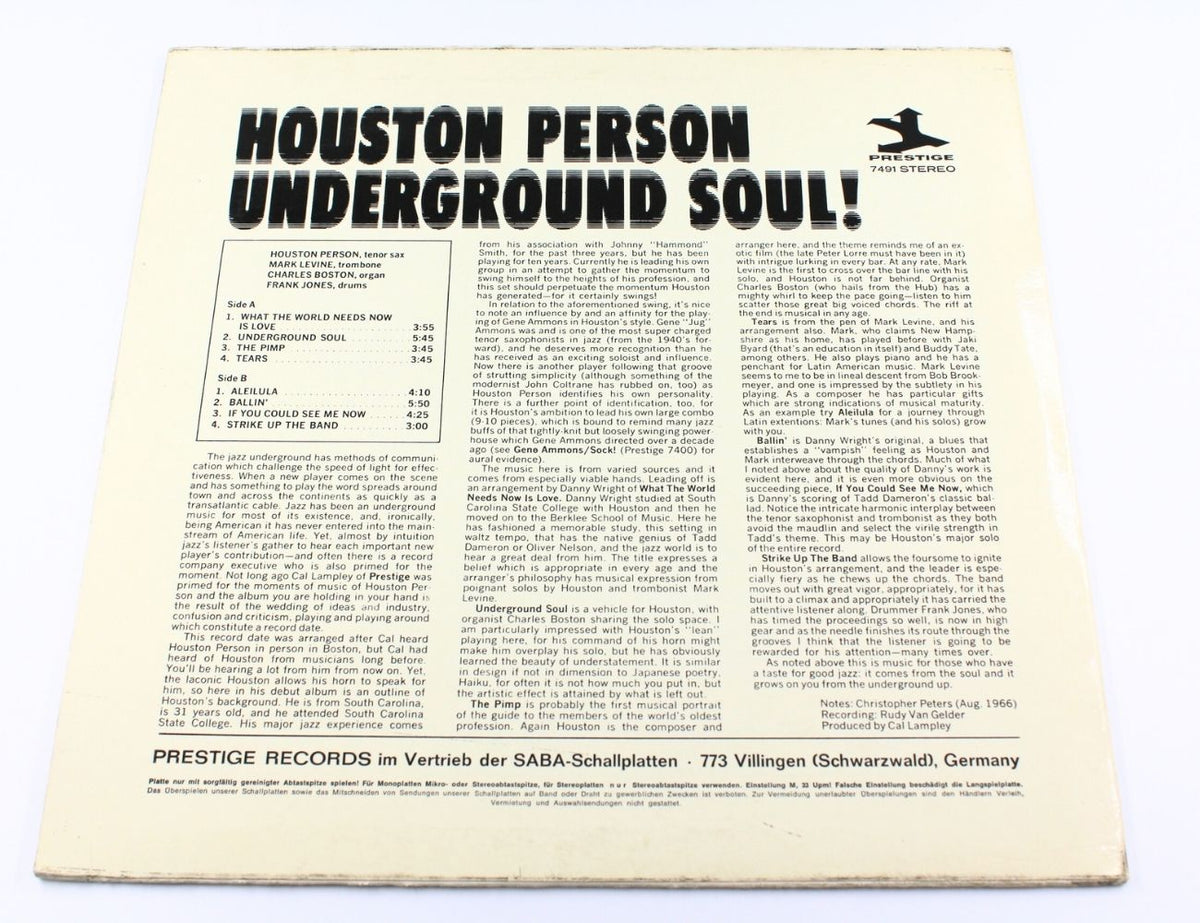 HOUSTON PERSON
UNDERGROUND SOUL!
PRESTIGE
7491 STEREO
HOUSTON PERSON, tenor sax
MARK LEVINE, trombone
CHARLES BOSTON, organ
FRANK JONES, drums
Side A
1. WHAT THE WORLD NEEDS NOW
IS LOVE . . . . . . . . . . . . . . . . . . . 3:55
2. UNDERGROUND SOUL . . . . . . . . 5:45
3. THE PIMP . . . . . . . . . . . . . . . . . 3:45
4. TEARS . . . . . . . . . . . . . . . . . . . . 3:45
Side B
1. ALEILULA . . . . . . . . . . . . . . . . . . 4:10
2. BALLIN' . . . . . . . . . . . . . . . . . . . 5:50
3. IF YOU COULD SEE ME NOW . . . . . 4:25
4. STRIKE UP THE BAND . . . . . . . . . 3:00
The jazz underground has methods of communi-
cation which challenge the speed of light for effec-
tiveness. When a new player comes on the scene
and has something to play the word spreads around
town and across the continents as quickly as a
transatlantic cable. Jazz has been an underground
music for most of its existence, and, ironically,
being American it has never entered into the main-
stream of American life. Yet, almost by intuition
jazz's listener's gather to hear each important new
player's contribution—and often there is a record
company executive who is also primed for the
moment. Not long ago Cal Lampley of Prestige was
primed for the moments of music of Houston Per-
son and the album you are holding in your hand is
the result of the wedding of ideas and industry,
confusion and criticism, playing and playing around
which constitute a record date.
This record date was arranged after Cal heard
Houston Person in person in Boston, but Cal had
heard of Houston from musicians long before.
You'll be hearing a lot from him from now on. Yet,
the laconic Houston allows his horn to speak for
him, so here in his debut album is an outline of
Houston's background. He is from South Carolina,
is 31 years old, and he attended South Carolina
State College. His major jazz experience comes
from his association with Johnny "Hammond"
Smith, for the past three years, but he has been
playing for ten years. Currently he is leading his own
group in an attempt to gather the momentum to
swing himself to the heights of his profession, and
this set should perpetuate the momentum Houston
has generated—for it certainly swings!
In relation to the aforementioned swing, it's nice
to note an influence by and an affinity for the play-
ing of Gene Ammons in Houston's style. Gene "Jug"
Ammons was and is one of the most super charged
tenor saxophonists in jazz (from the 1940's for-
ward), and he deserves more recognition than he
has received as an exciting soloist and influence.
Now there is another player following that groove
of strutting simplicity (although something of the
modernist John Coltrane has rubbed on, too) as
Houston Person identifies his own personality.
There is a further point of identification, too, for
it is Houston's ambition to lead his own large combo
(9-10 pieces), which is bound to remind many jazz
buffs of that tightly-knit but loosely swinging power-
house which Gene Ammons directed over a decade
ago (see Gene Ammons/Sock! (Prestige 7400) for
aural evidence).
The music here is from varied sources and it
comes from especially viable hands. Leading off is
an arrangement by Danny Wright of What The World
Needs Now Is Love. Danny Wright studied at South
Carolina State College with Houston and then he
moved on to the Berklee School of Music. Here he
has fashioned a memorable study, this setting in
waltz tempo, that has the native genius of Tadd
Dameron or Oliver Nelson, and the jazz world is to
hear a great deal from him. The title expresses a
belief which is appropriate in every age and the
arranger's philosophy has musical expression from
poignant solos by Houston and trombonist Mark
Levine.
Underground Soul is a vehicle for Houston, with
organist Charles Boston sharing the solo space. I
am particularly impressed with Houston's "lean"
playing here, for his command of his horn might
make him overplay his solo, but he has obviously
learned the beauty of understatement. It is similar
in design if not in dimension to Japanese poetry,
Haiku, for often it is not how much you put in, but
the artistic effect is attained by what is left out.
The Pimp is probably the first musical portrait
of the guide to the members of the world's oldest
profession. Again Houston is the composer and
arranger here, and the theme reminds me of an ex-
otic film (the late Peter Lorre must have been in it)
with intrigue lurking in every bar. At any rate, Mark
Levine is the first to cross over the bar line with his
solo, and Houston is not far behind. Organist
Charles Boston (who hails from the Hub) has a
mighty whirl to keep the pace going—listen to him
scatter those great big voiced chords. The riff at
the end is musical in any age.
Tears is from the pen of Mark Levine, and his
arrangement also. Mark, who claims New Hamp-
shire as his home, has played before with Jaki
Byard (that's an education in itself) and Buddy Tate,
among others. He also plays piano and he has a
penchant for Latin American music. Mark Levine
seems to me to be in lineal descent from Bob Brook-
meyer, and one is impressed by the subtlety in his
playing. As a composer he has particular gifts
which are strong indications of musical maturity.
As an example try Aleilula for a journey through
Latin extentions: Mark's tunes (and his solos) grow
with you.
Ballin' is Danny Wright's original, a blues that
establishes a "vampish" feeling as Houston and
Mark interweave through the chords. Much of what
I noted above about the quality of Danny's work is
evident here, and it is even more obvious on the
succeeding piece, If You Could See Me Now, which
is Danny's scoring of Tadd Dameron's classic bal-
lad. Notice the intricate harmonic interplay between
the tenor saxophonist and trombonist as they both
avoid the maudlin and select the virile strength in
Tadd's theme. This may be Houston's major solo
of the entire record.
Strike Up The Band allows the foursome to ignite
in Houston's arrangement, and the leader is espe-
cially fiery as he chews up the chords. The band
moves out with great vigor, appropriately, for it has
built to a climax and appropriately it has carried the
attentive listener along. Drummer Frank Jones, who
has timed the proceedings so well, is now in high
gear and as the needle finishes its route through the
grooves I think that the listener is going to be
rewarded for his attention—many times over.
As noted above this is music for those who have
a taste for good jazz: it comes from the soul and it
grows on you from the underground up.
Notes: Christopher Peters (Aug. 1966)
Recording: Rudy Van Gelder
Produced by Cal Lampley
PRESTIGE RECORDS im Vertrieb der SABA-Schallplatten · 773 Villingen (Schwarzwald), Germany
Platte nur mit sorgfältig gereinigter Abtastspitze spielen! Für Monoplatten Mikro- oder Stereoabtastspitze, für Stereoplatten nur Stereoabtastspitze verwenden. Einstellung M, 33 Upm! Falsche Einstellung beschädigt die Langspielplatte.
Das Überspielen unserer Schallplatten sowie das Mitschneiden von Sendungen unserer Schallplatten auf Band oder Draht zu gewerblichen Zwecken ist verboten. Zur Vermeidung unerlaubter Überspielungen sind den Händlern Verleih,
Vermietung und Auswahlsendungen nicht gestattet.